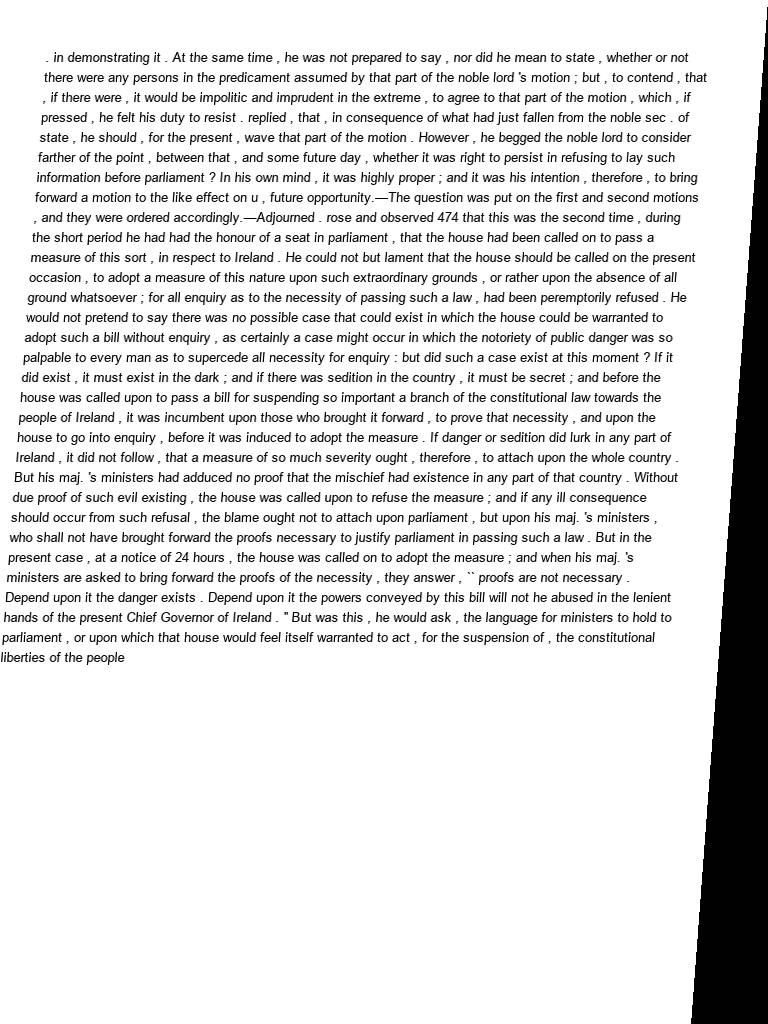 . in demonstrating it . At the same time , he was not prepared to say , nor did he mean to state , whether or not
there were any persons in the predicament assumed by that part of the noble lord 's motion ; but , to contend , that
, if there were , it would be impolitic and imprudent in the extreme , to agree to that part of the motion , which , if
pressed , he felt his duty to resist . replied , that , in consequence of what had just fallen from the noble sec . of
state , he should , for the present , wave that part of the motion . However , he begged the noble lord to consider
farther of the point , between that , and some future day , whether it was right to persist in refusing to lay such
information before parliament ? In his own mind , it was highly proper ; and it was his intention , therefore , to bring
forward a motion to the like effect on u , future opportunity.—The question was put on the first and second motions
, and they were ordered accordingly.—Adjourned . rose and observed 474 that this was the second time , during
the short period he had had the honour of a seat in parliament , that the house had been called on to pass a
measure of this sort , in respect to Ireland . He could not but lament that the house should be called on the present
occasion , to adopt a measure of this nature upon such extraordinary grounds , or rather upon the absence of all
ground whatsoever ; for all enquiry as to the necessity of passing such a law , had been peremptorily refused . He
would not pretend to say there was no possible case that could exist in which the house could be warranted to
adopt such a bill without enquiry , as certainly a case might occur in which the notoriety of public danger was so
palpable to every man as to supercede all necessity for enquiry : but did such a case exist at this moment ? If it
did exist , it must exist in the dark ; and if there was sedition in the country , it must be secret ; and before the
house was called upon to pass a bill for suspending so important a branch of the constitutional law towards the
people of Ireland , it was incumbent upon those who brought it forward , to prove that necessity , and upon the
house to go into enquiry , before it was induced to adopt the measure . If danger or sedition did lurk in any part of
Ireland , it did not follow , that a measure of so much severity ought , therefore , to attach upon the whole country .
But his maj. 's ministers had adduced no proof that the mischief had existence in any part of that country . Without
due proof of such evil existing , the house was called upon to refuse the measure ; and if any ill consequence
should occur from such refusal , the blame ought not to attach upon parliament , but upon his maj. 's ministers ,
who shall not have brought forward the proofs necessary to justify parliament in passing such a law . But in the
present case , at a notice of 24 hours , the house was called on to adopt the measure ; and when his maj. 's
ministers are asked to bring forward the proofs of the necessity , they answer , `` proofs are not necessary .
Depend upon it the danger exists . Depend upon it the powers conveyed by this bill will not he abused in the lenient
hands of the present Chief Governor of Ireland . '' But was this , he would ask , the language for ministers to hold to
parliament , or upon which that house would feel itself warranted to act , for the suspension of , the constitutional
liberties of the people